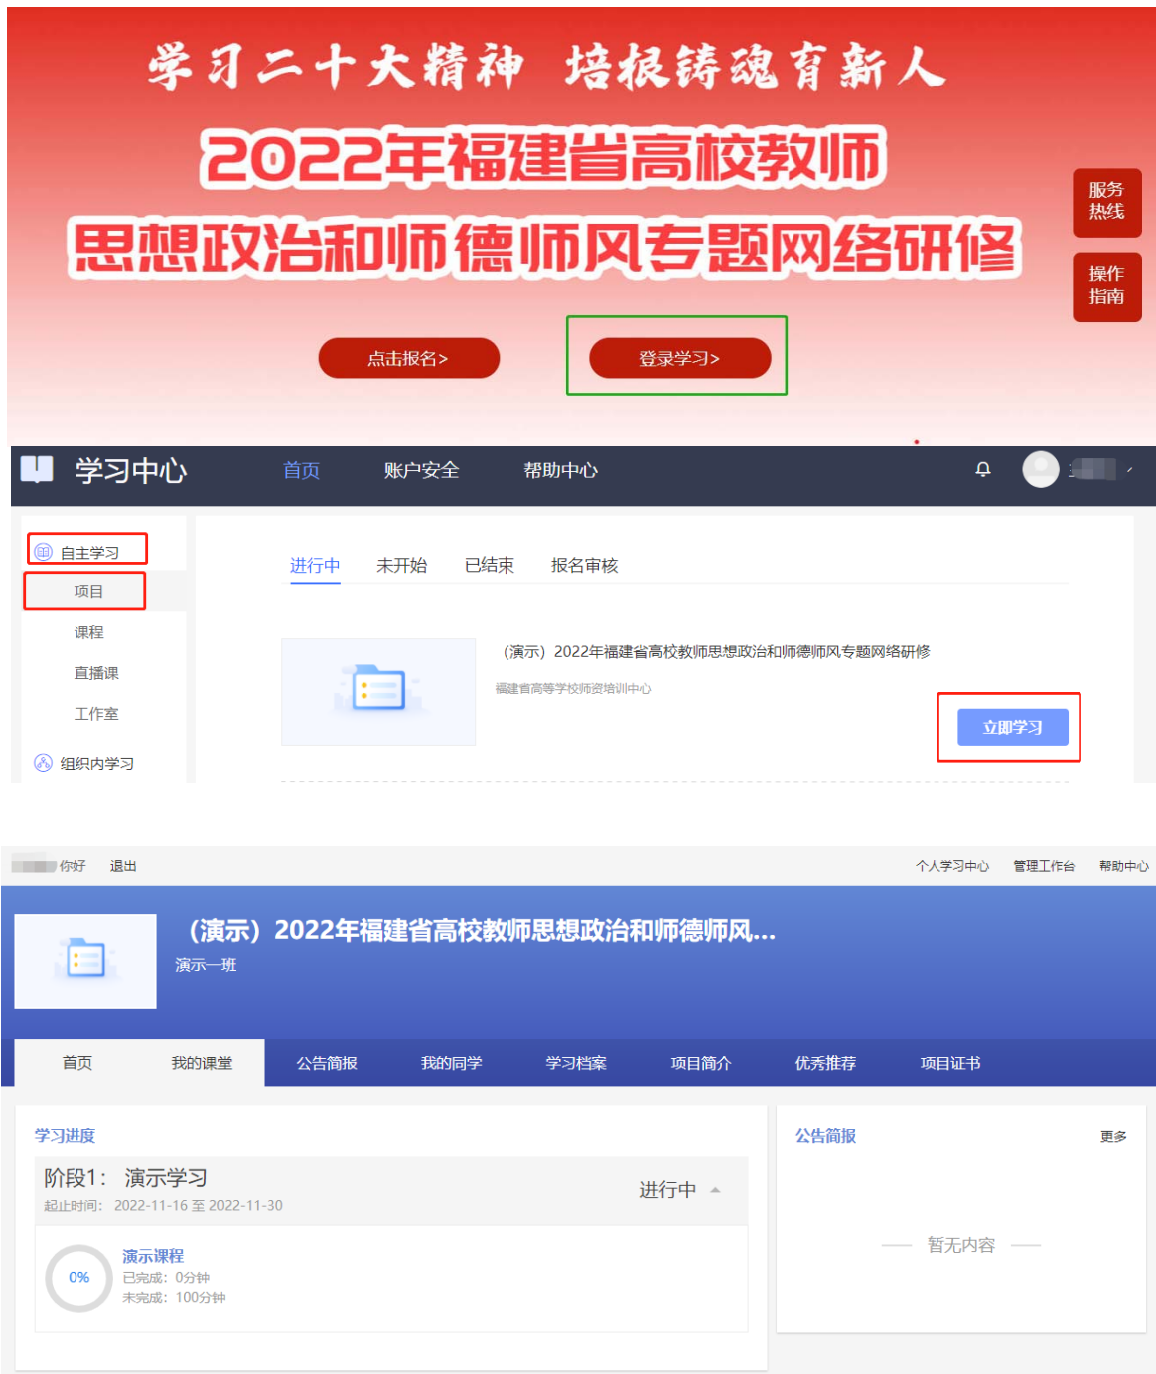 学习二十大精神 培根铸魂育新人
2022年福建省高校教师
思想政治和师德师风专题网络研修
服务
热线
操作
指南
点击报名>
登录学习>
学习中心 首页 账户安全 帮助中心
自主学习
项目
课程
直播课
工作室
组织内学习
进行中 未开始 已结束 报名审核
(演示) 2022年福建省高校教师思想政治和师德师风专题网络研修
福建省高等学校师资培训中心
立即学习
你好 退出 个人学习中心 管理工作台 帮助中心
(演示) 2022年福建省高校教师思想政治和师德师风...
演示一班
首页 我的课堂 公告简报 我的同学 学习档案 项目简介 优秀推荐 项目证书
学习进度
阶段1： 演示学习
起止时间： 2022-11-16 至 2022-11-30
进行中
0%
演示课程
已完成：0分钟
未完成：100分钟
公告简报 更多
暂无内容